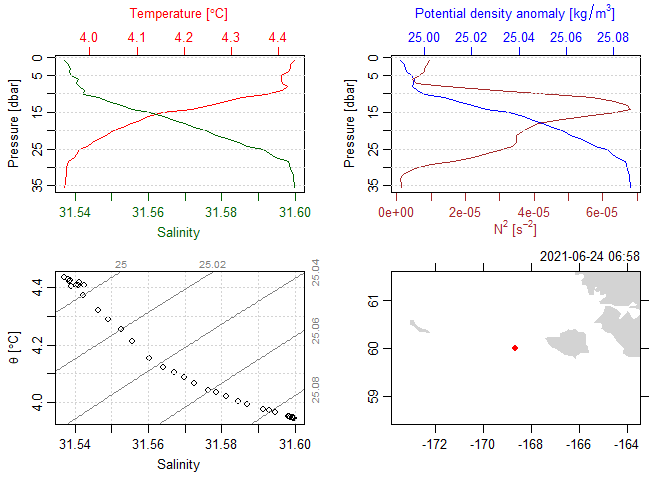 Temperature [°C]
4.0 4.1 4.2 4.3 4.4
Pressure [dbar]
0 5 15 25 35
31.54 31.56 31.58 31.60
Salinity
Potential density anomaly [kg/m³]
25.00 25.02 25.04 25.06 25.08
Pressure [dbar]
0 5 15 25 35
0e+00 2e-05 4e-05 6e-05
N² [s⁻²]
25 25.02 25.04
25.06
25.08
θ [°C]
4.4
4.2
4.0
31.54 31.56 31.58 31.60
Salinity
2021-06-24 06:58
61
60
59
-172 -170 -168 -166 -164